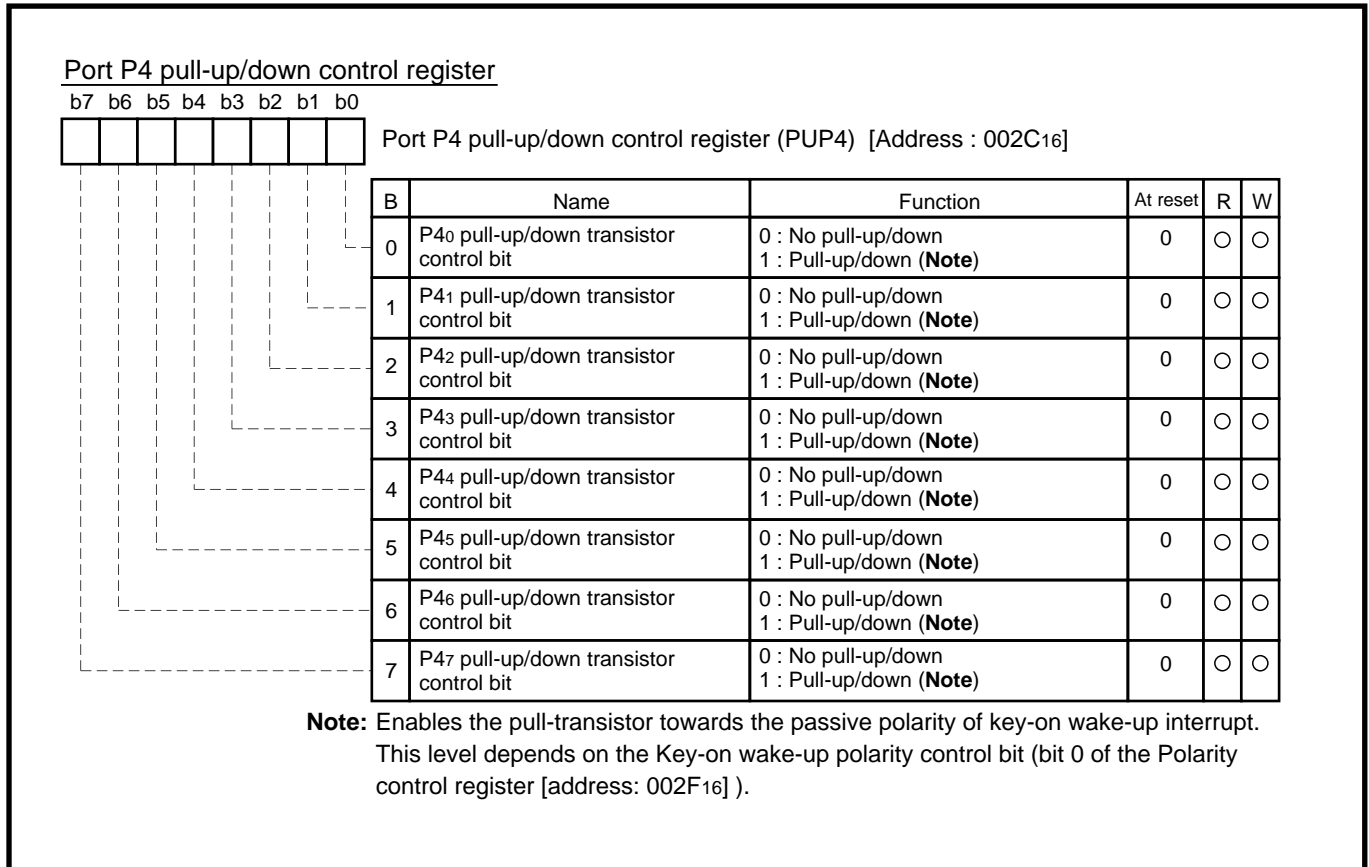 Port P4 pull-up/down control register
b7 b6 b5 b4 b3 b2 b1 b0
Port P4 pull-up/down control register (PUP4) [Address : 002C16]
B Name Function At reset R W
0 P40 pull-up/down transistor control bit 0 : No pull-up/down 1 : Pull-up/down (Note) 0 ○ ○
1 P41 pull-up/down transistor control bit 0 : No pull-up/down 1 : Pull-up/down (Note) 0 ○ ○
2 P42 pull-up/down transistor control bit 0 : No pull-up/down 1 : Pull-up/down (Note) 0 ○ ○
3 P43 pull-up/down transistor control bit 0 : No pull-up/down 1 : Pull-up/down (Note) 0 ○ ○
4 P44 pull-up/down transistor control bit 0 : No pull-up/down 1 : Pull-up/down (Note) 0 ○ ○
5 P45 pull-up/down transistor control bit 0 : No pull-up/down 1 : Pull-up/down (Note) 0 ○ ○
6 P46 pull-up/down transistor control bit 0 : No pull-up/down 1 : Pull-up/down (Note) 0 ○ ○
7 P47 pull-up/down transistor control bit 0 : No pull-up/down 1 : Pull-up/down (Note) 0 ○ ○
Note: Enables the pull-transistor towards the passive polarity of key-on wake-up interrupt.
This level depends on the Key-on wake-up polarity control bit (bit 0 of the Polarity
control register [address: 002F16] ).